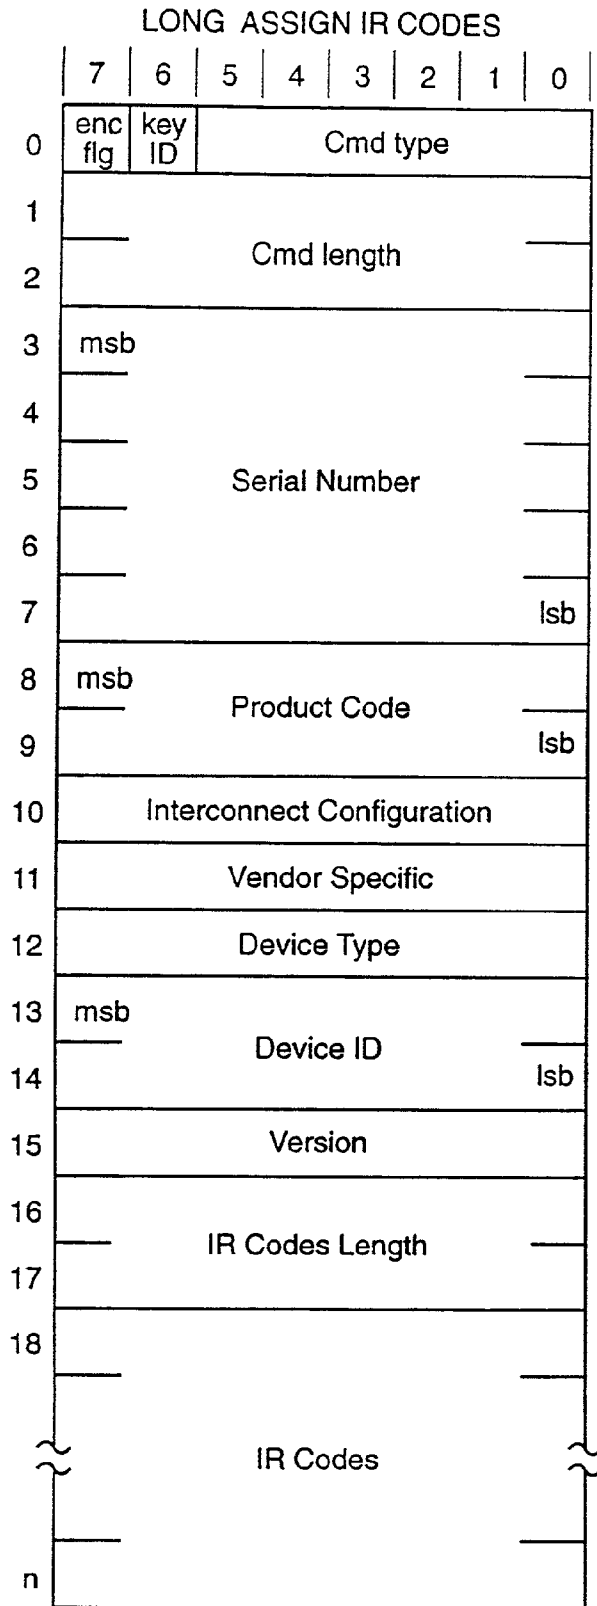 LONG ASSIGN IR CODES
7 6 5 4 3 2 1 0
0 enc flg key ID Cmd type
1
Cmd length
2
3 msb
4
5 Serial Number
6
7 lsb
8 msb
Product Code
9 lsb
10 Interconnect Configuration
11 Vendor Specific
12 Device Type
13 msb
Device ID
14 lsb
15 Version
16
IR Codes Length
17
18
IR Codes
n